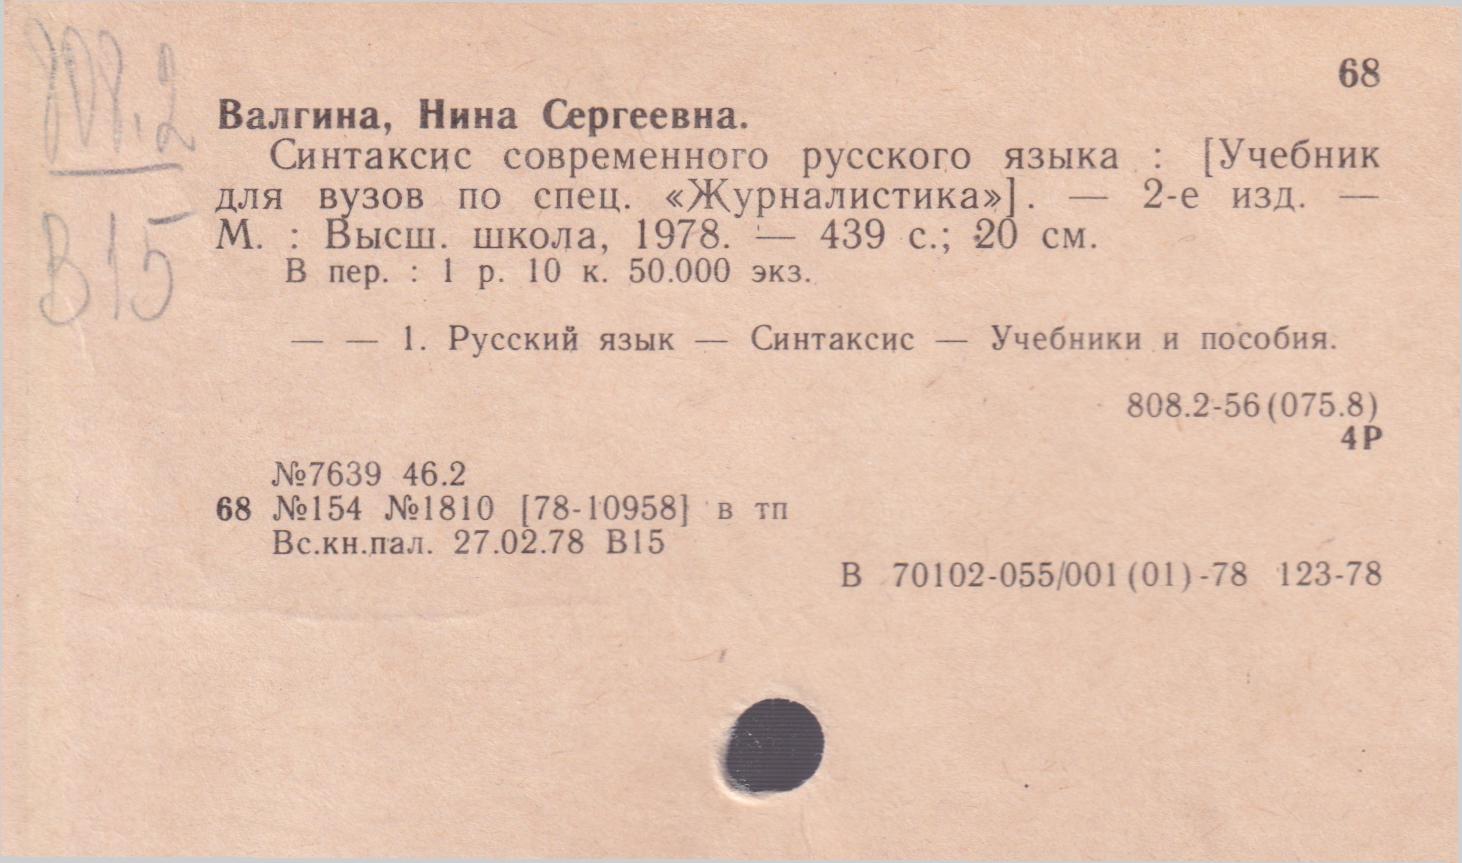 68
808.2
В15
Валгина, Нина Сергеевна.
Синтаксис современного русского языка : [Учебник
для вузов по спец. «Журналистика»]. — 2-е изд. —
М. : Высш. школа, 1978. — 439 с.; 20 см.
В пер. : 1 р. 10 к. 50.000 экз.
— — 1. Русский язык — Синтаксис — Учебники и пособия.
808.2-56(075.8)
4Р
№7639 46.2
68 №154 №1810 [78-10958] в тп
Вс.кн.пал. 27.02.78 В15
В 70102-055/001(01)-78 123-78